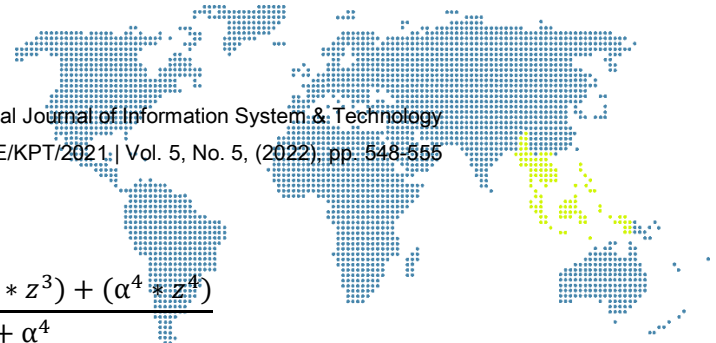 al Journal of Information System & Technology
E/KPT/2021 | Vol. 5, No. 5, (2022), pp. 548-555
∗ z³) + (α⁴ ∗ z⁴)
+ α⁴